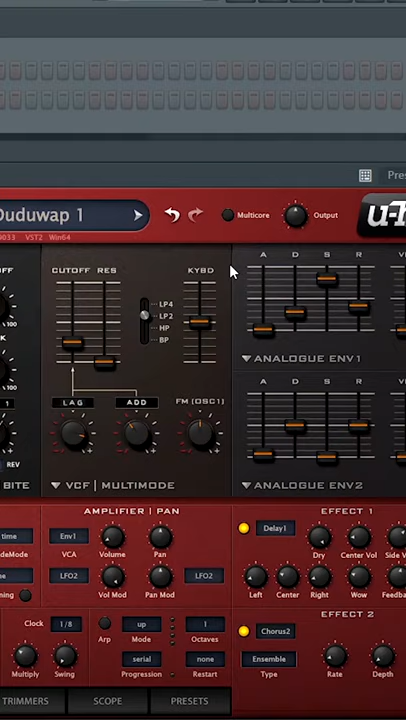 Pres
Duduwap 1
Multicore
Output
u-h
9033 VST2 Win64
OFF
CUTOFF RES
KYBD
A D S R
LP4
LP2
HP
BP
100
ANALOGUE ENV1
LAG
ADD
FM (OSC1)
A D S R
100
REV
BITE
VCF | MULTIMODE
ANALOGUE ENV2
AMPLIFIER | PAN
EFFECT 1
time
Env1
Delay1
VCA
Volume
Pan
Dry
Center Vol
Side V
LFO2
LFO2
Vol Mod
Pan Mod
Left
Center
Right
Wow
Feedba
EFFECT 2
Clock
1/8
up
1
Chorus2
Arp
Mode
Octaves
serial
none
Ensemble
Multiply
Swing
Progression
Restart
Type
Rate
Depth
TRIMMERS
SCOPE
PRESETS